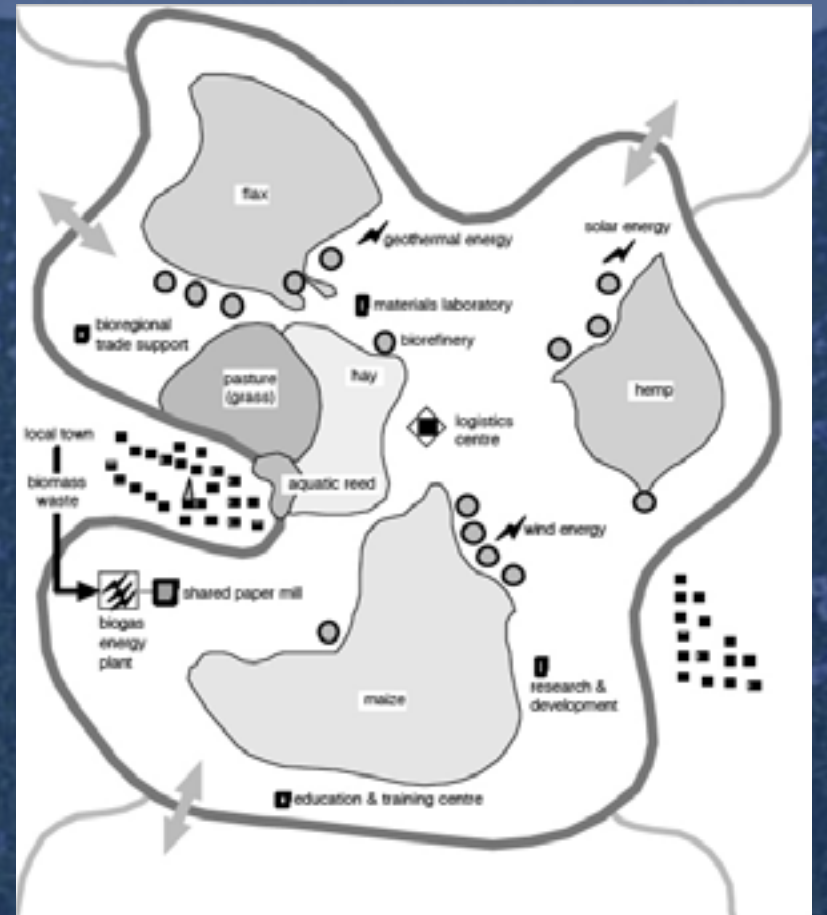 flax
geothermal energy
solar energy
materials laboratory
bioregional
trade support
biorefinery
pasture
(grass)
hay
hemp
logistics
centre
local town
biomass
waste
aquatic reed
wind energy
shared paper mill
biogas
energy
plant
research &
development
maize
education & training centre